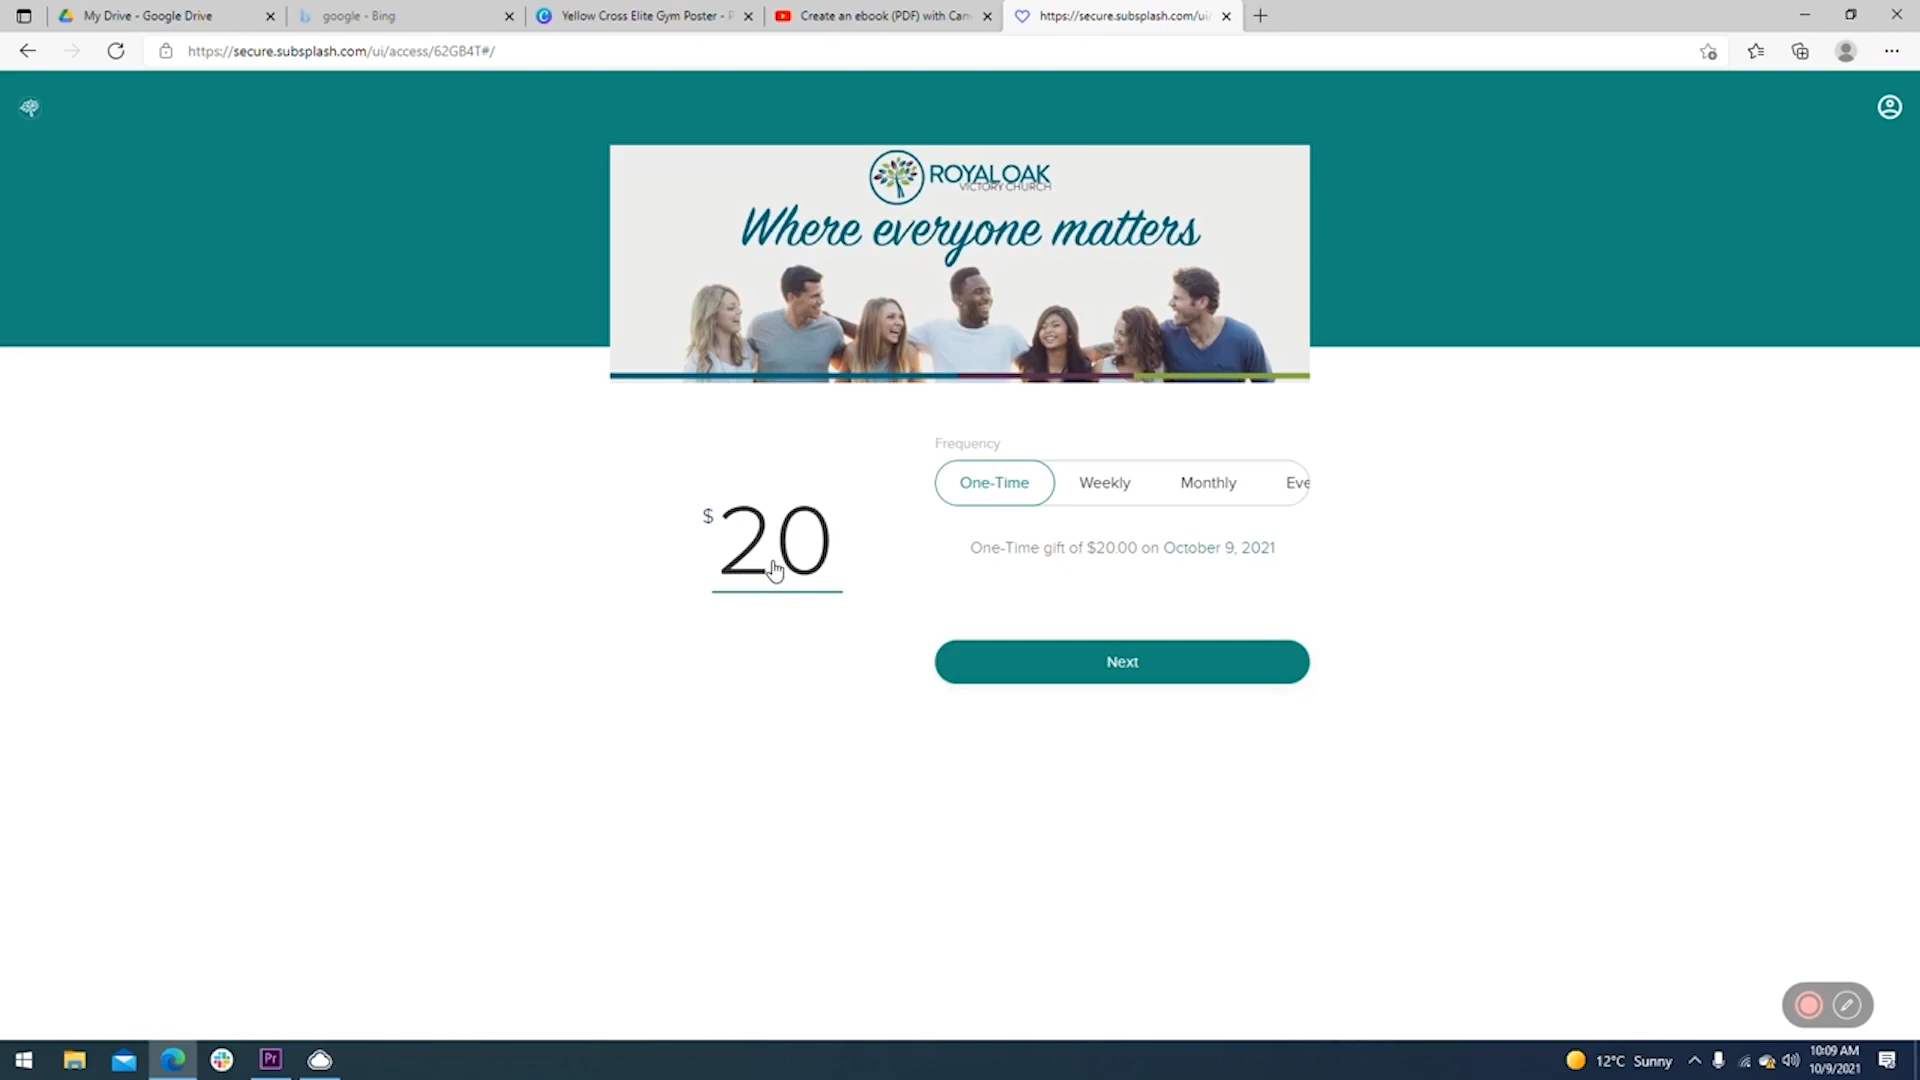 My Drive - Google Drive
google - Bing
Yellow Cross Elite Gym Poster - P
Create an ebook (PDF) with Can
https://secure.subsplash.com/ui/
https://secure.subsplash.com/ui/access/62GB4T#/
ROYAL OAK
VICTORY CHURCH
Where everyone matters
Frequency
One-Time
Weekly
Monthly
Eve
$20
One-Time gift of $20.00 on October 9, 2021
Next
Pr
12°C Sunny
10:09 AM
10/9/2021